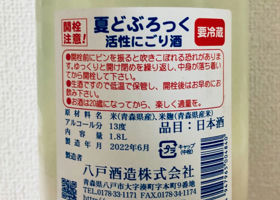 開栓注意!
夏どぶろっく
活性にごり酒
要冷蔵
●開栓前にビンを振ると吹きこぼれる恐れがあります。ゆっくりと開け閉めを繰り返し、中身が落ち着いてから開栓して下さい。
●生酒ですので低温で保管し、開栓後はお早めにお飲み下さい。
●お酒は20歳になってから、楽しく適量を。
原材料名 米(青森県産)、米麹(青森県産米)
アルコール分 13度
品目:日本酒
内容量 1.8L
製造年月 2022年6月
製造者
八戸酒造株式会社
青森県八戸市大字湊町字本町9番地
TEL.0178-33-1171